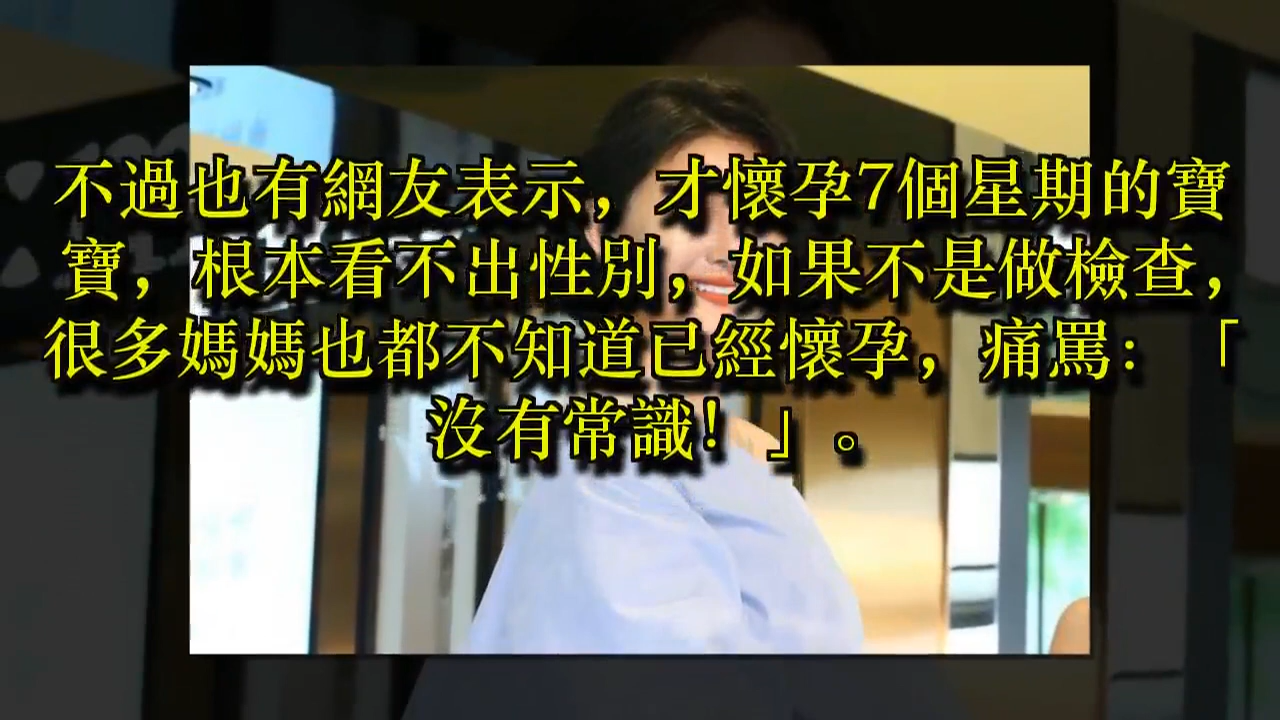 不過也有網友表示，才懷孕7個星期的寶
寶，根本看不出性別，如果不是做檢查，
很多媽媽也都不知道已經懷孕，痛罵：「
沒有常識！」。